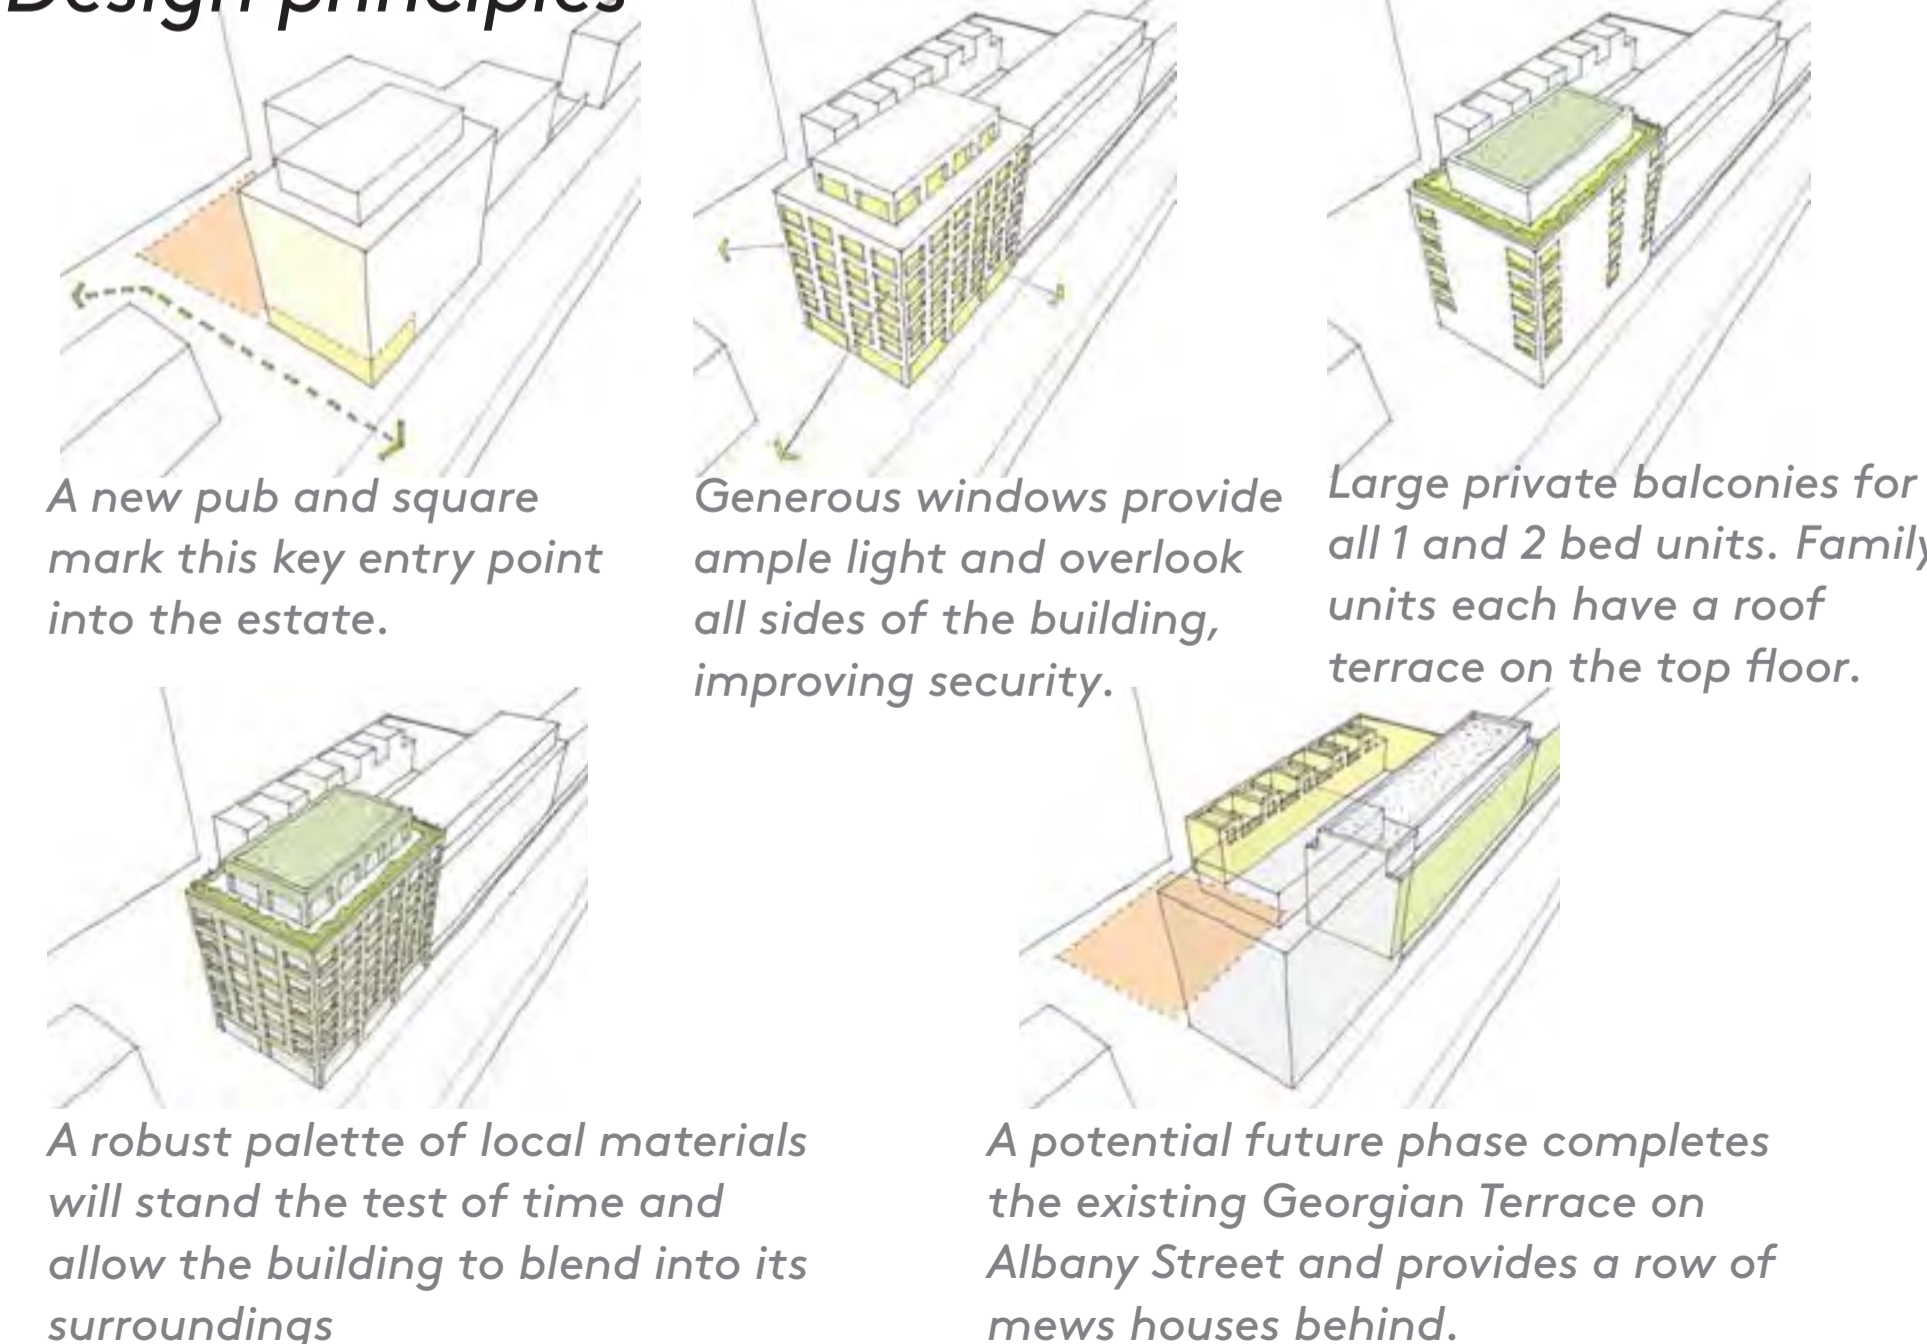 Design principles
A new pub and square
mark this key entry point
into the estate.
Generous windows provide
ample light and overlook
all sides of the building,
improving security.
Large private balconies for
all 1 and 2 bed units. Family
units each have a roof
terrace on the top floor.
A robust palette of local materials
will stand the test of time and
allow the building to blend into its
surroundings
A potential future phase completes
the existing Georgian Terrace on
Albany Street and provides a row of
mews houses behind.